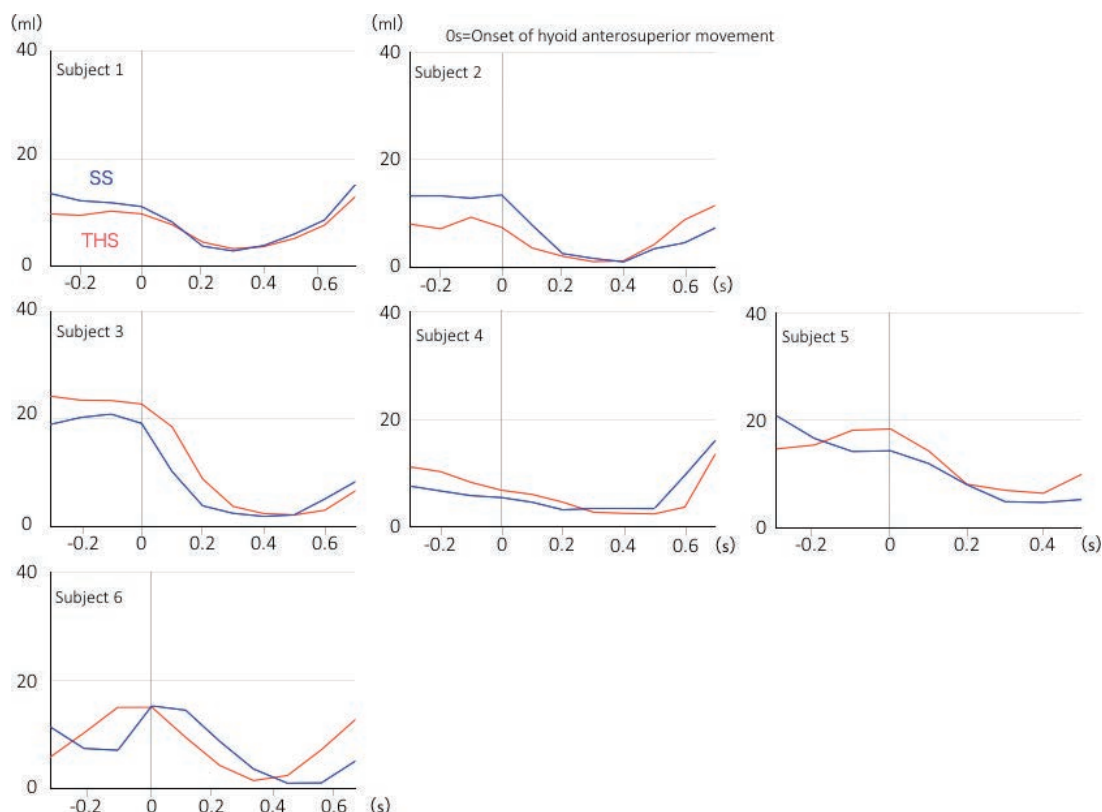 (ml)
(ml)
0s=Onset of hyoid anterosuperior movement
40
Subject 1
20
SS
THS
0
-0.2 0 0.2 0.4 0.6
40
Subject 2
20
0
-0.2 0 0.2 0.4 0.6 (s)
40
Subject 3
20
0
-0.2 0 0.2 0.4 0.6
40
Subject 4
20
0
-0.2 0 0.2 0.4 0.6 (s)
40
Subject 5
20
0
-0.2 0 0.2 0.4 (s)
40
Subject 6
20
0
-0.2 0 0.2 0.4 0.6 (s)